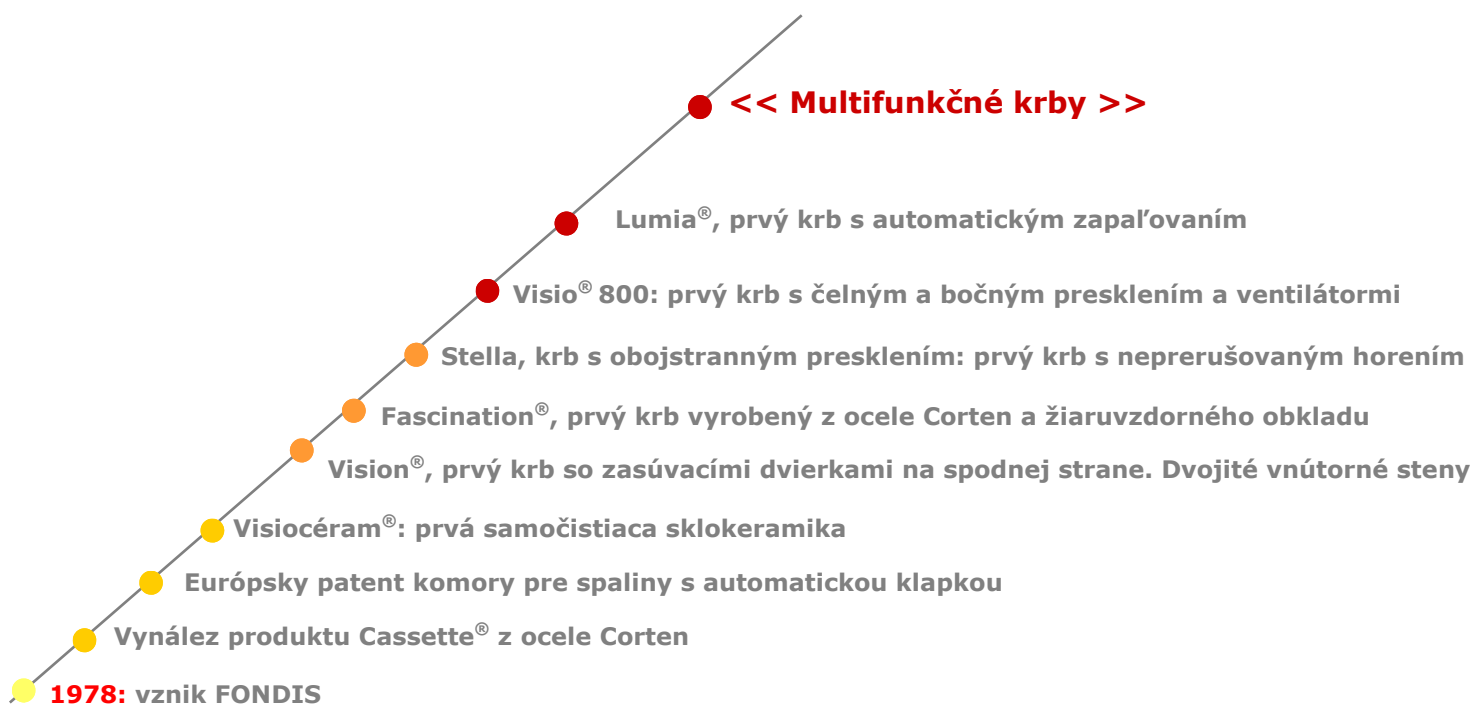 << Multifunkčné krby >>
Lumia®, prvý krb s automatickým zapaľovaním
Visio® 800: prvý krb s čelným a bočným presklením a ventilátormi
Stella, krb s obojstranným presklením: prvý krb s neprerušovaným horením
Fascination®, prvý krb vyrobený z ocele Corten a žiaruvzdorného obkladu
Vision®, prvý krb so zasúvacími dvierkami na spodnej strane. Dvojité vnútorné steny
Visiocéram®: prvá samočistiaca sklokeramika
Európsky patent komory pre spaliny s automatickou klapkou
Vynález produktu Cassette® z ocele Corten
1978: vznik FONDIS